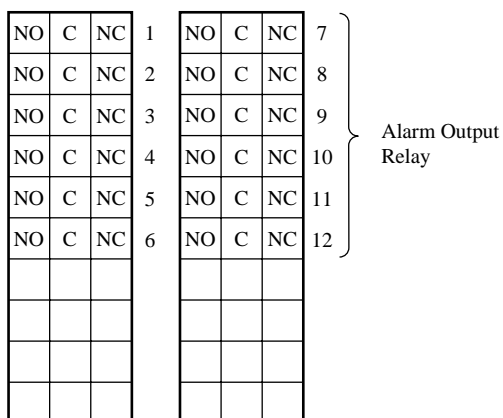 NO C NC 1 NO C NC 7
NO C NC 2 NO C NC 8
NO C NC 3 NO C NC 9
NO C NC 4 NO C NC 10
NO C NC 5 NO C NC 11
NO C NC 6 NO C NC 12
Alarm Output
Relay